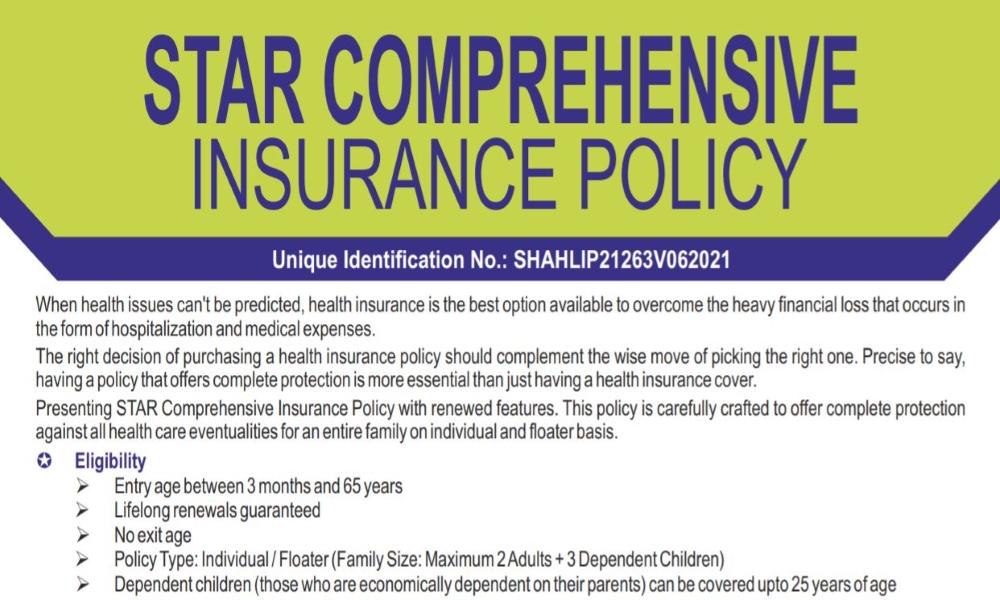 STAR COMPREHENSIVE
INSURANCE POLICY
Unique Identification No.: SHAHLIP21263V062021
When health issues can't be predicted, health insurance is the best option available to overcome the heavy financial loss that occurs in
the form of hospitalization and medical expenses.
The right decision of purchasing a health insurance policy should complement the wise move of picking the right one. Precise to say,
having a policy that offers complete protection is more essential than just having a health insurance cover.
Presenting STAR Comprehensive Insurance Policy with renewed features. This policy is carefully crafted to offer complete protection
against all health care eventualities for an entire family on individual and floater basis.
✪ Eligibility
➢ Entry age between 3 months and 65 years
➢ Lifelong renewals guaranteed
➢ No exit age
➢ Policy Type: Individual / Floater (Family Size: Maximum 2 Adults + 3 Dependent Children)
➢ Dependent children (those who are economically dependent on their parents) can be covered upto 25 years of age